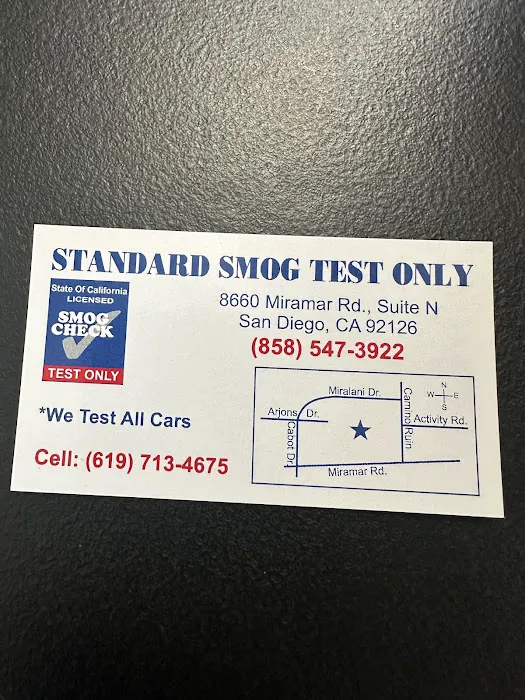 STANDARD SMOG TEST ONLY
State Of California
LICENSED
SMOG
CHECK
TEST ONLY
8660 Miramar Rd., Suite N
San Diego, CA 92126
(858) 547-3922
*We Test All Cars
Cell: (619) 713-4675
Miralani Dr.
Arjons Dr.
Cabot Dr.
Camino Ruin
Activity Rd.
Miramar Rd.
N
W E
S